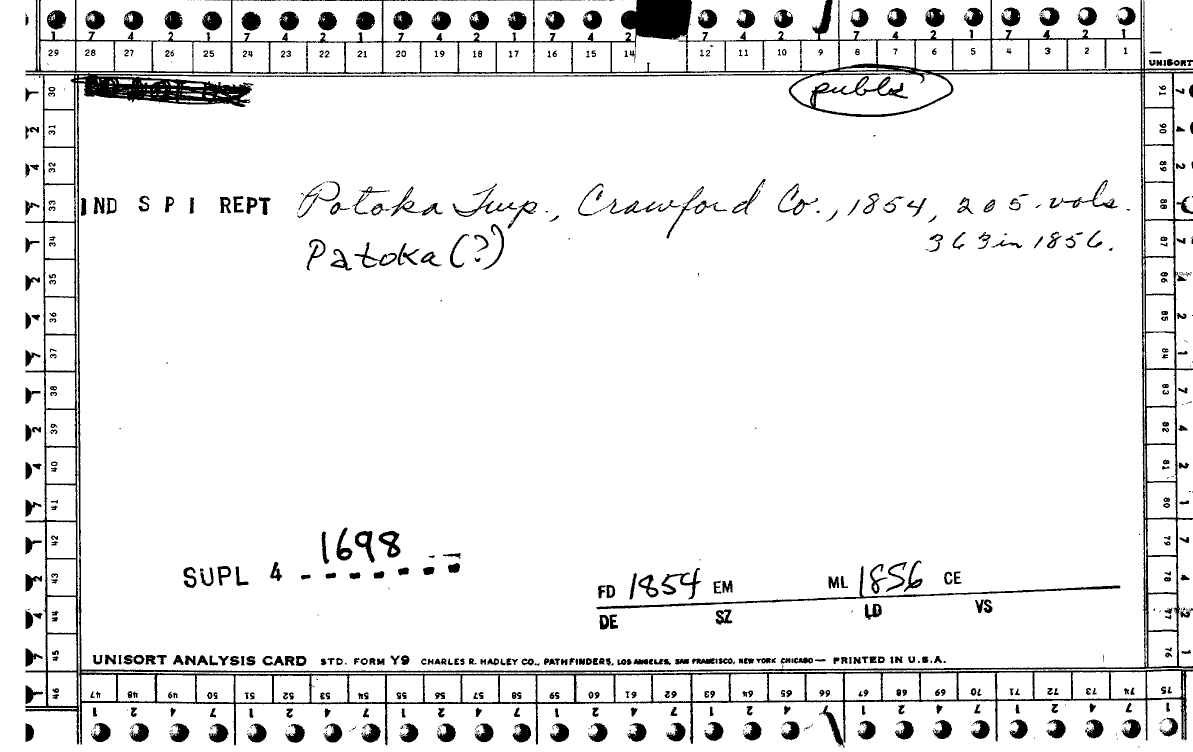 7 4 2 1 7 4 2 1 7 4 2 1 7 4 2 7 4 2 1 7 4 2 1
29 28 27 26 25 24 23 22 21 20 19 18 17 16 15 14 12 11 10 9 8 7 6 5 4 3 2 1
UNISORT
public
IND S P I REPT Potoka Twp., Crawford Co., 1854, 205 vols.
363 in 1856.
Patoka (?)
1698
SUPL 4 - - - - - - -
FD 1854 EM ML 1856 CE
DE SZ LD VS
UNISORT ANALYSIS CARD STD. FORM Y9 CHARLES R. HADLEY CO., PATHFINDERS, LOS ANGELES, SAN FRANCISCO, NEW YORK CHICAGO — PRINTED IN U.S.A.
30 31 32 33 34 35 36 37 38 39 40 41 42 43 44 45 46
91 90 89 88 87 86 85 84 83 82 81 80 79 78 77 76 75
47 48 49 50 51 52 53 54 55 56 57 58 59 60 61 62 63 64 65 66 67 68 69 70 71 72 73 74